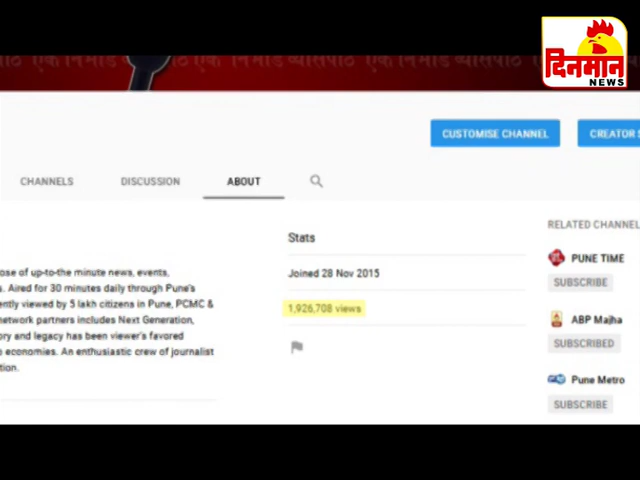 दिनमान
NEWS
एक निर्भीड व्यासपीठ
CUSTOMISE CHANNEL
CREATOR
CHANNELS
DISCUSSION
ABOUT
RELATED CHANNEL
Stats
ose of up-to-the minute news, events,
Joined 28 Nov 2015
s. Aired for 30 minutes daily through Pune's
ently viewed by 5 lakh citizens in Pune, PCMC &
network partners includes Next Generation,
ory and legacy has been viewer's favored
economies. An enthusiastic crew of journalist
tion.
1,926,708 views
PUNE TIME
SUBSCRIBE
ABP Majha
SUBSCRIBED
Pune Metro
SUBSCRIBE